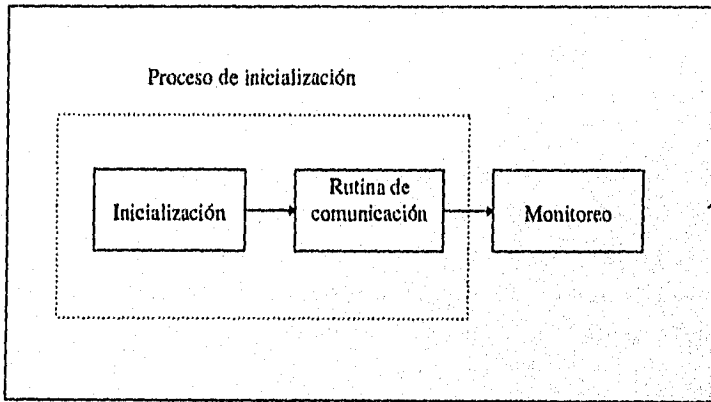 Proceso de inicialización
Inicialización
Rutina de
comunicación
Monitoreo